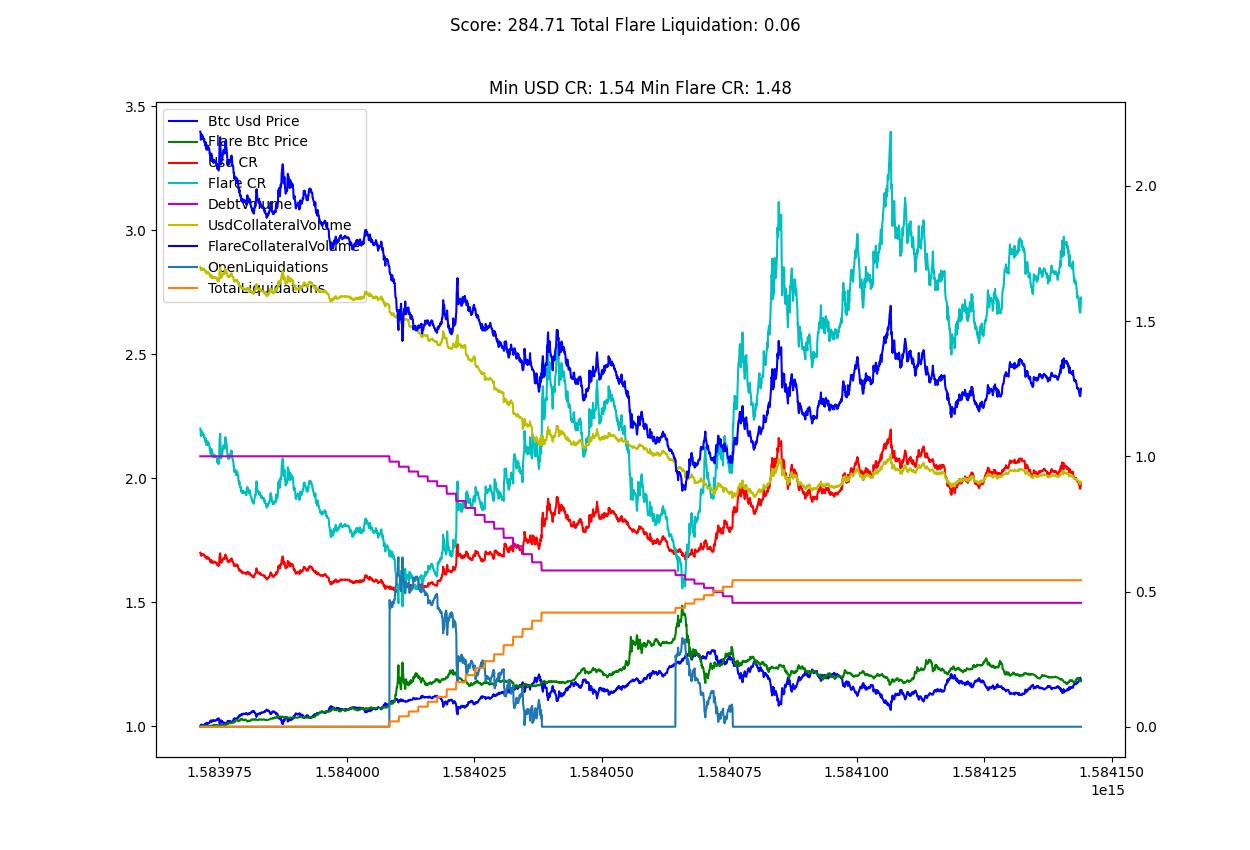 Score: 284.71 Total Flare Liquidation: 0.06
Min USD CR: 1.54 Min Flare CR: 1.48
3.5
3.0
2.5
2.0
1.5
1.0
Btc Usd Price
Flare Btc Price
Usd CR
Flare CR
DebtVolume
UsdCollateralVolume
FlareCollateralVolume
OpenLiquidations
TotalLiquidations
2.0
1.5
1.0
0.5
0.0
1.583975 1.584000 1.584025 1.584050 1.584075 1.584100 1.584125 1.584150
1e15